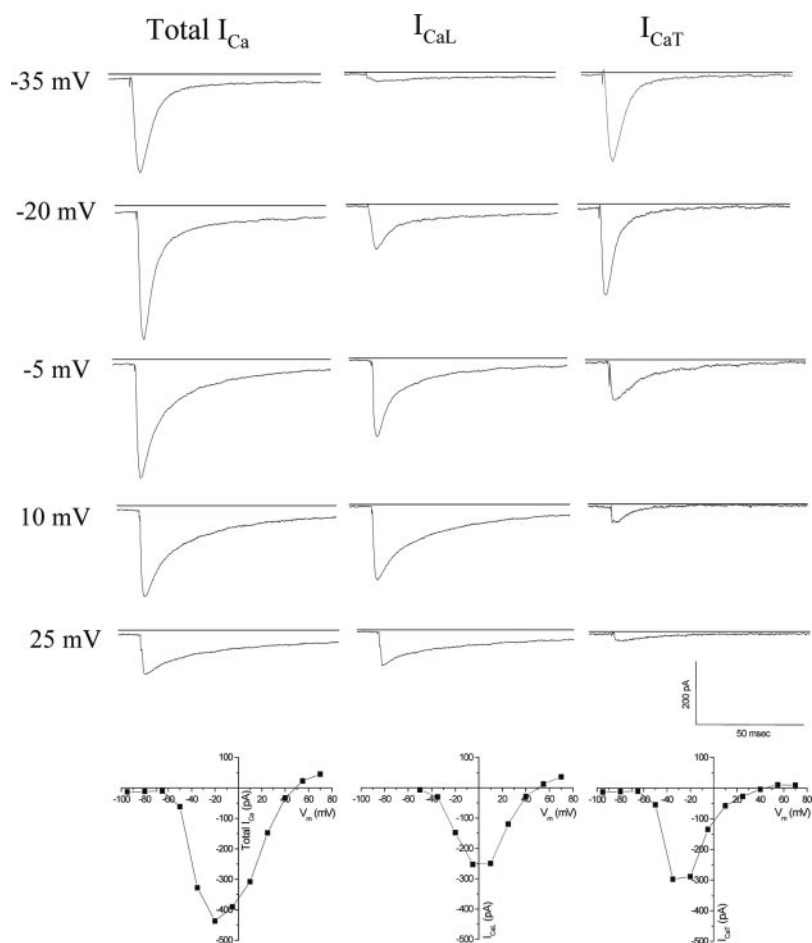 Total I_Ca I_CaL I_CaT
-35 mV
-20 mV
-5 mV
10 mV
25 mV
200 pA
50 msec
100 100 100
-100 -80 -60 -40 -20 0 20 40 60 80 -100 -80 -60 -40 -20 0 20 40 60 80 -100 -80 -60 -40 -20 0 20 40 60 80
V_m (mV) V_m (mV) V_m (mV)
-100 -100 -100
-200 -200 -200
-300 -300 -300
-400 -400 -400
-500 -500 -500
Total I_Ca (pA) I_CaL (pA) I_CaT (pA)